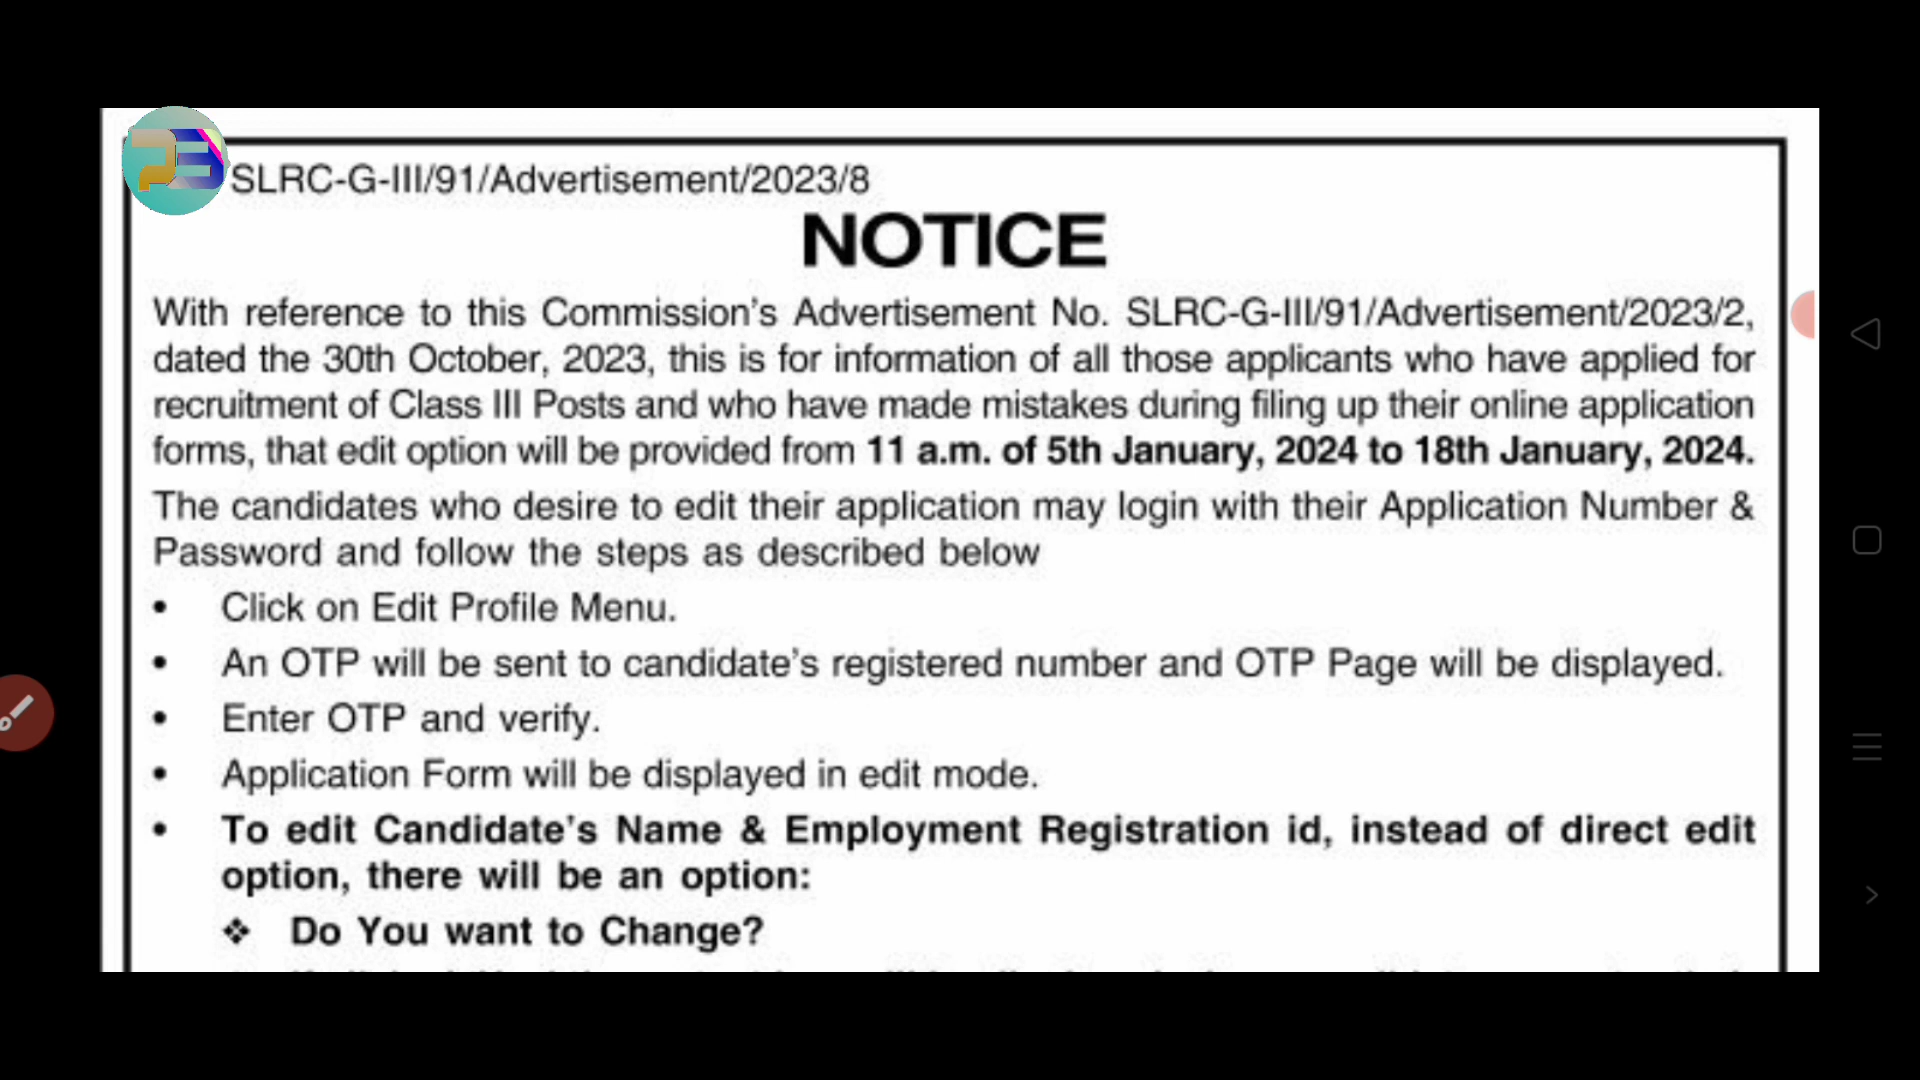 SLRC-G-III/91/Advertisement/2023/8
NOTICE
With reference to this Commission's Advertisement No. SLRC-G-III/91/Advertisement/2023/2,
dated the 30th October, 2023, this is for information of all those applicants who have applied for
recruitment of Class III Posts and who have made mistakes during filing up their online application
forms, that edit option will be provided from 11 a.m. of 5th January, 2024 to 18th January, 2024.
The candidates who desire to edit their application may login with their Application Number &
Password and follow the steps as described below
• Click on Edit Profile Menu.
• An OTP will be sent to candidate's registered number and OTP Page will be displayed.
• Enter OTP and verify.
• Application Form will be displayed in edit mode.
• To edit Candidate's Name & Employment Registration id, instead of direct edit
option, there will be an option:
❖ Do You want to Change?